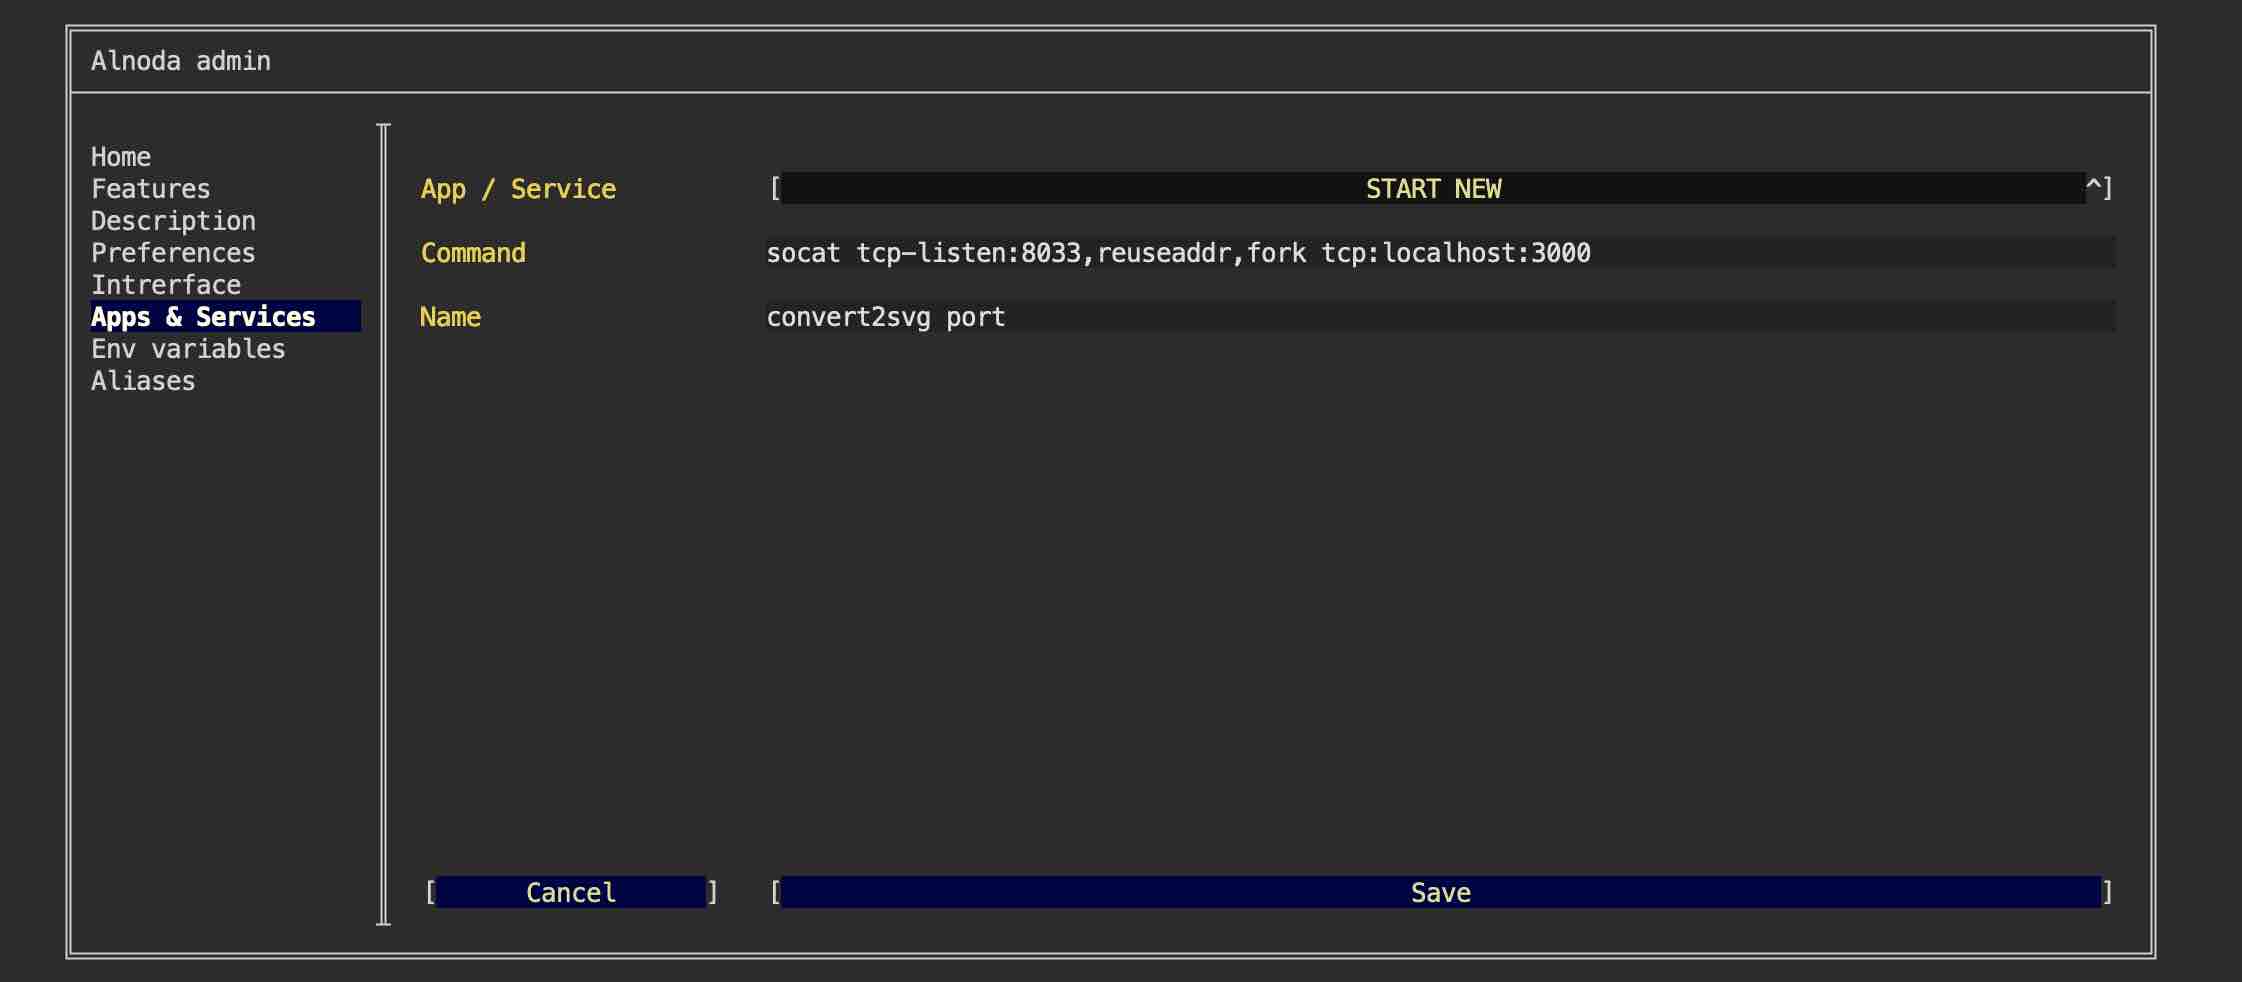 Alnoda admin
Home
Features
Description
Preferences
Intrerface
Apps & Services
Env variables
Aliases
App / Service [ START NEW ^]
Command socat tcp-listen:8033,reuseaddr,fork tcp:localhost:3000
Name convert2svg port
[ Cancel ] [ Save ]